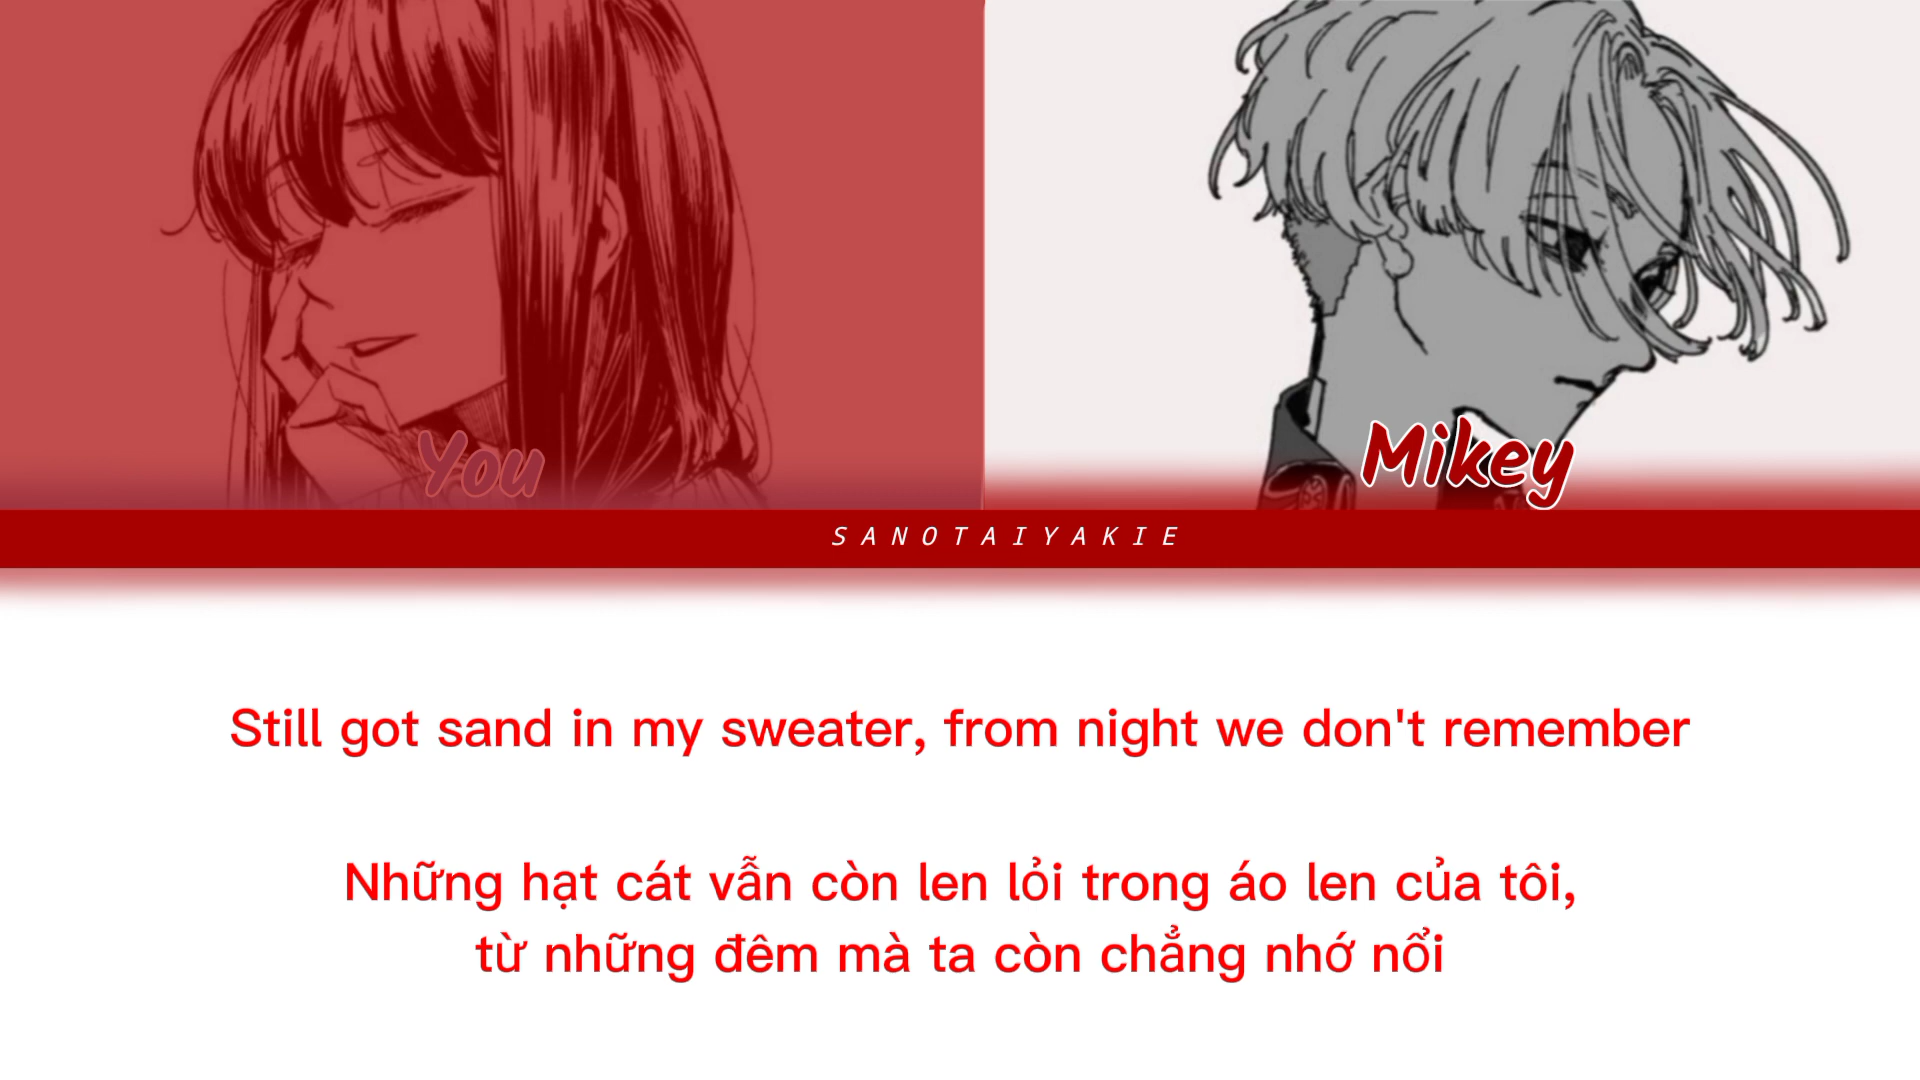 You
Mikey
SANOTAIYAKIE
Still got sand in my sweater, from night we don't remember
Những hạt cát vẫn còn len lỏi trong áo len của tôi,
từ những đêm mà ta còn chẳng nhớ nổi